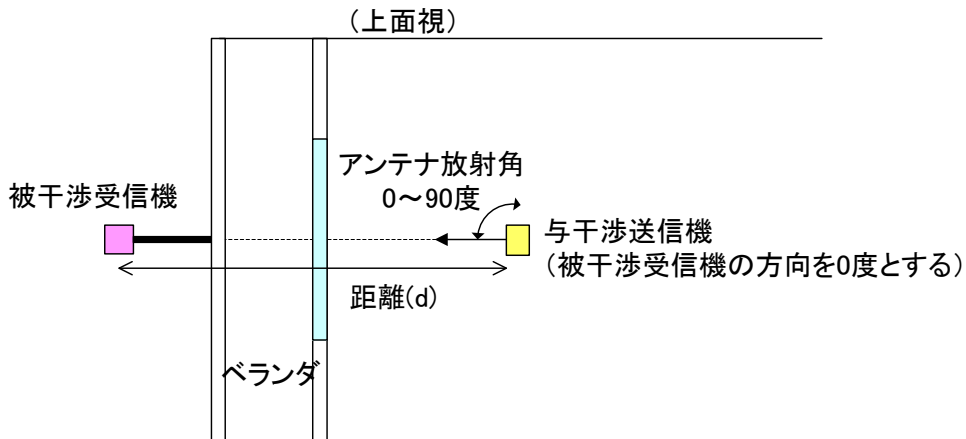 （上面視）
アンテナ放射角
0～90度
被干渉受信機
与干渉送信機
（被干渉受信機の方向を0度とする）
距離(d)
ベランダ